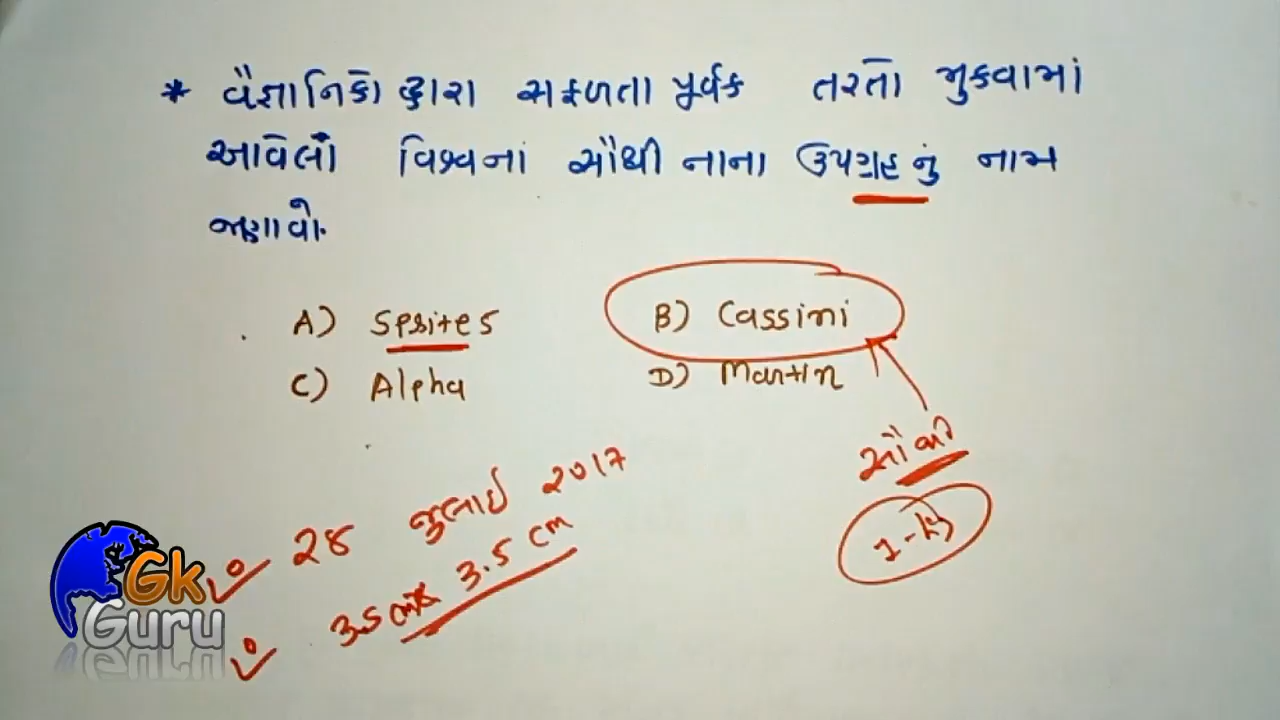 * વૈજ્ઞાનિકો દ્વારા સફળતા પૂર્વક તરતો મુકવામાં
આવેલાં વિશ્વનાં સૌથી નાના ઉપગ્રહનું નામ
જણાવો.
A) Sprites B) Cassini
C) Alpha D) Martin
28 જુલાઈ 2017
3.5 cm x 3.5 cm
Gk
Guru